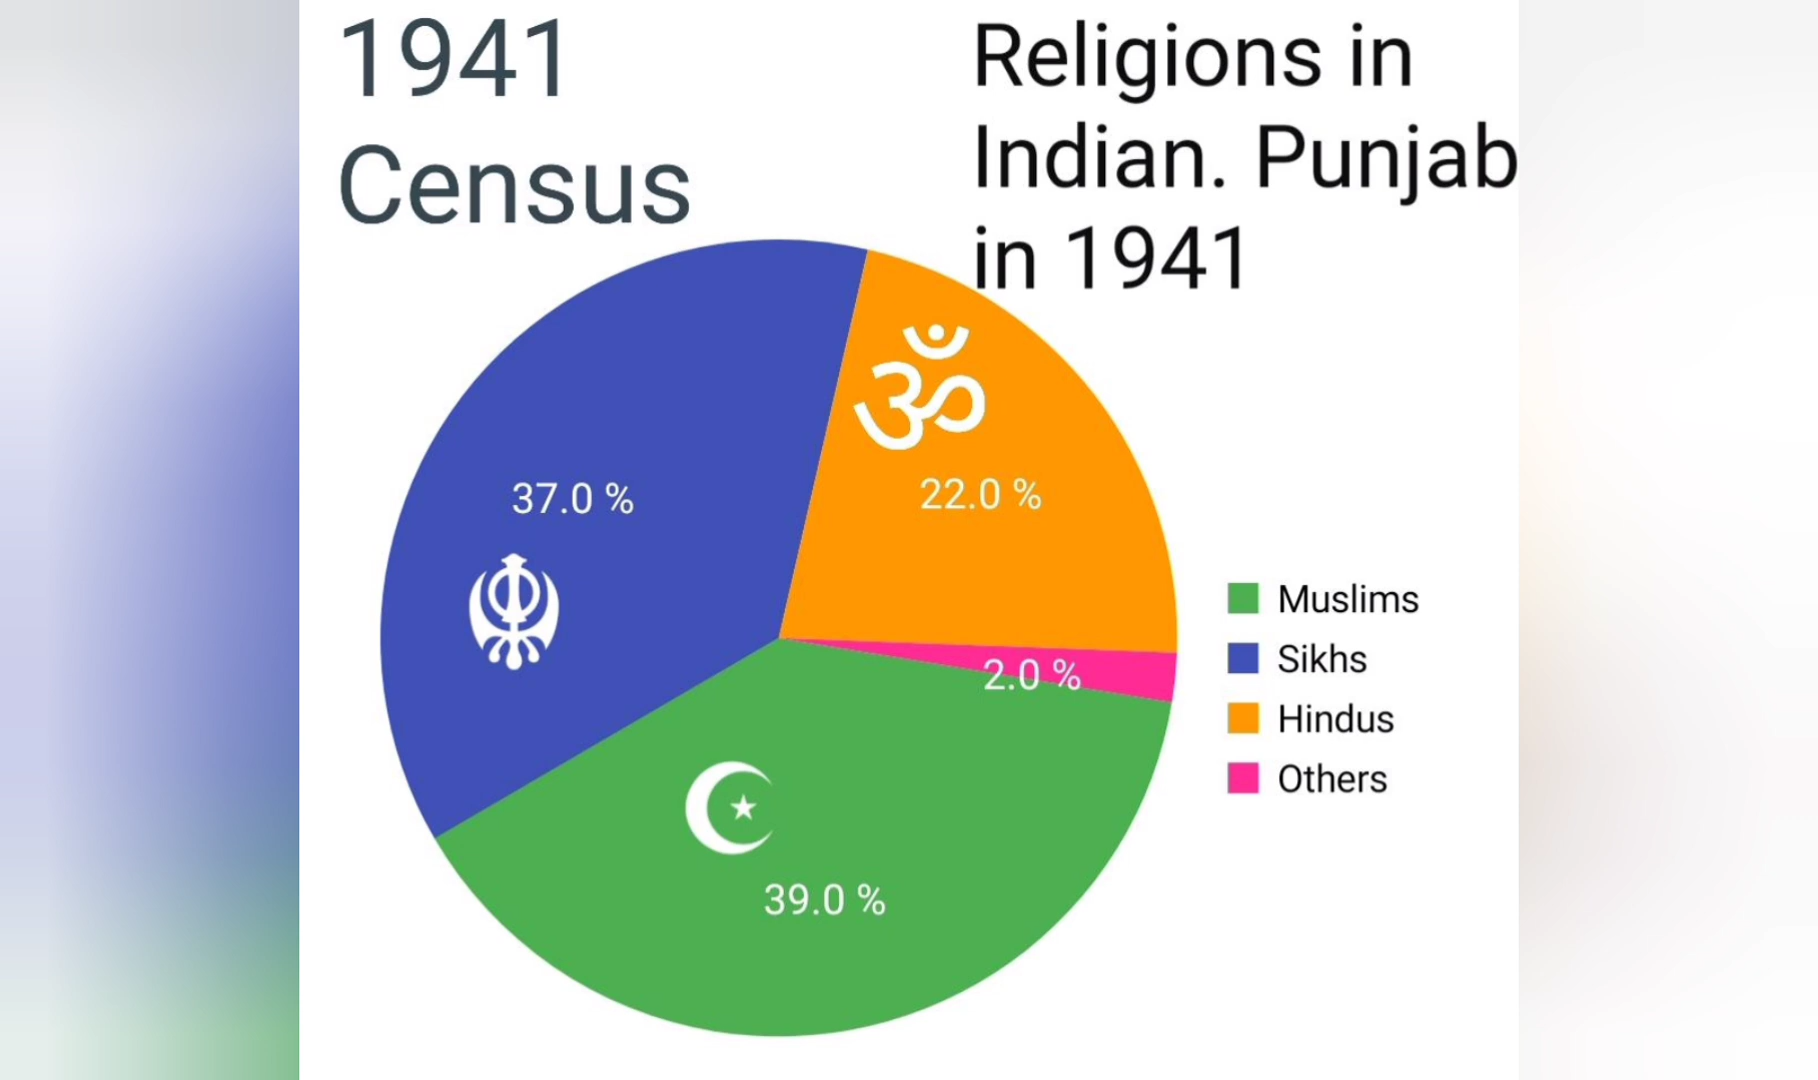 1941
Census
Religions in
Indian. Punjab
in 1941
ॐ
37.0 %
22.0 %
2.0 %
39.0 %
Muslims
Sikhs
Hindus
Others